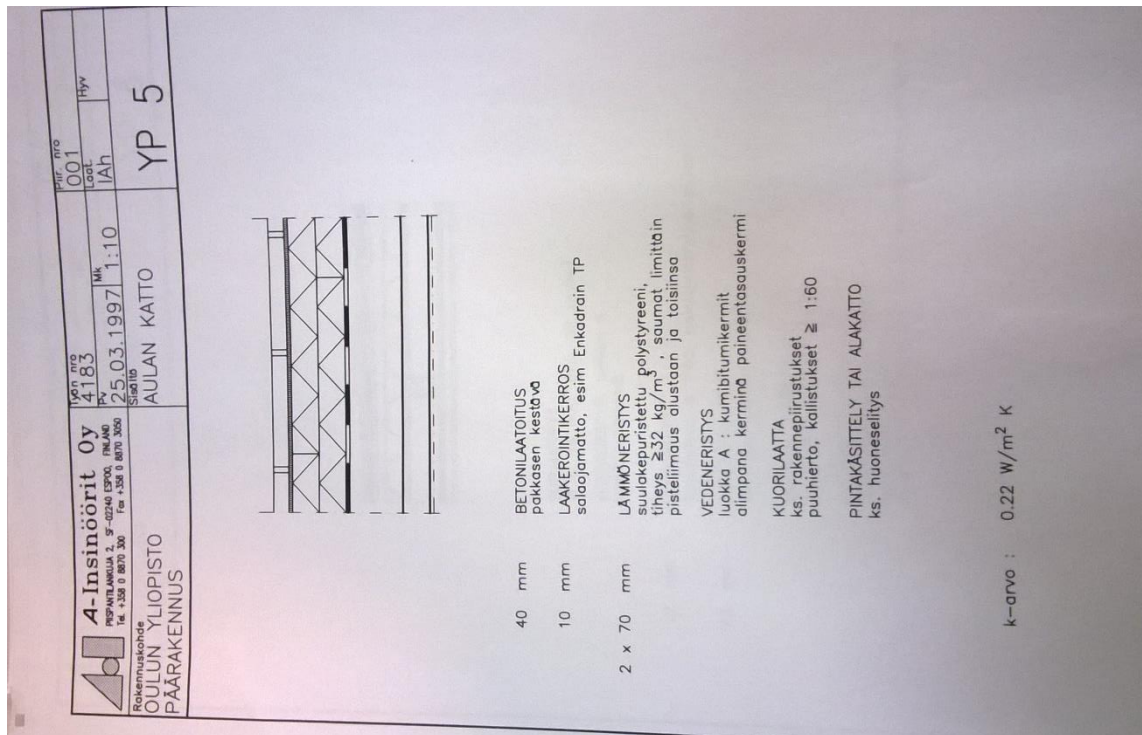 A-Insinöörit Oy
PIISPANTILANKUJA 2, SF-02240 ESPOO, FINLAND
Tel. +358 0 8870 300 Fax +358 0 8870 3050
Työn nro
4183
Piir. nro
001
Pv
25.03.1997
Mk
1:10
Laat.
IAh
Hyv
Rakennuskohde
OULUN YLIOPISTO
PÄÄRAKENNUS
Sisältö
AULAN KATTO
YP 5
40 mm BETONILAATOITUS
pakkasen kestävä
10 mm LAAKEROINTIKERROS
salaojamatto, esim Enkadrain TP
2 x 70 mm LÄMMÖNERISTYS
suulakepuristettu polystyreeni,
tiheys ≧32 kg/m³ , saumat limittäin
pisteliimaus alustaan ja toisiinsa
VEDENERISTYS
luokka A : kumibitumikermit
alimpana kerminä paineentasauskermi
KUORILAATTA
ks. rakennepiirustukset
puuhierto, kallistukset ≧ 1:60
PINTAKÄSITTELY TAI ALAKATTO
ks. huoneselitys
k-arvo : 0.22 W/m² K